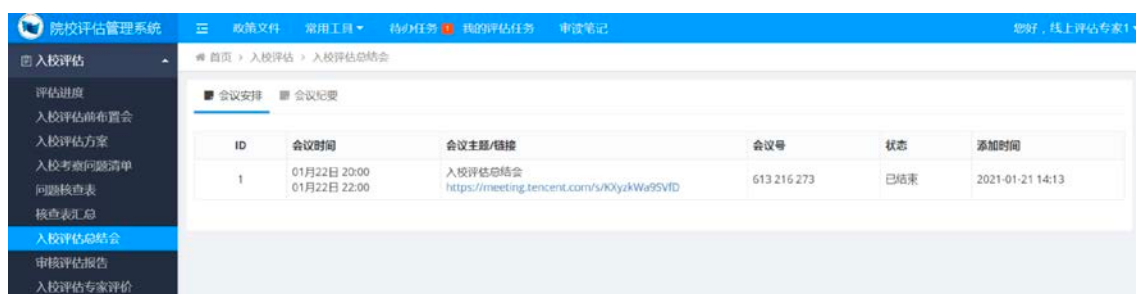 院校评估管理系统
政策文件 常用工具 待办任务 我的评估任务 审读笔记 您好，线上评估专家1
入校评估
首页 > 入校评估 > 入校评估总结会
评估进度
入校评估前布置会
入校评估方案
入校考察问题清单
问题核查表
核查表汇总
入校评估总结会
审核评估报告
入校评估专家评价
会议安排 会议纪要
ID 会议时间 会议主题/链接 会议号 状态 添加时间
1 01月22日 20:00 入校评估总结会 613 216 273 已结束 2021-01-21 14:13
01月22日 22:00 https://meeting.tencent.com/s/KXyzkWa9SVfD